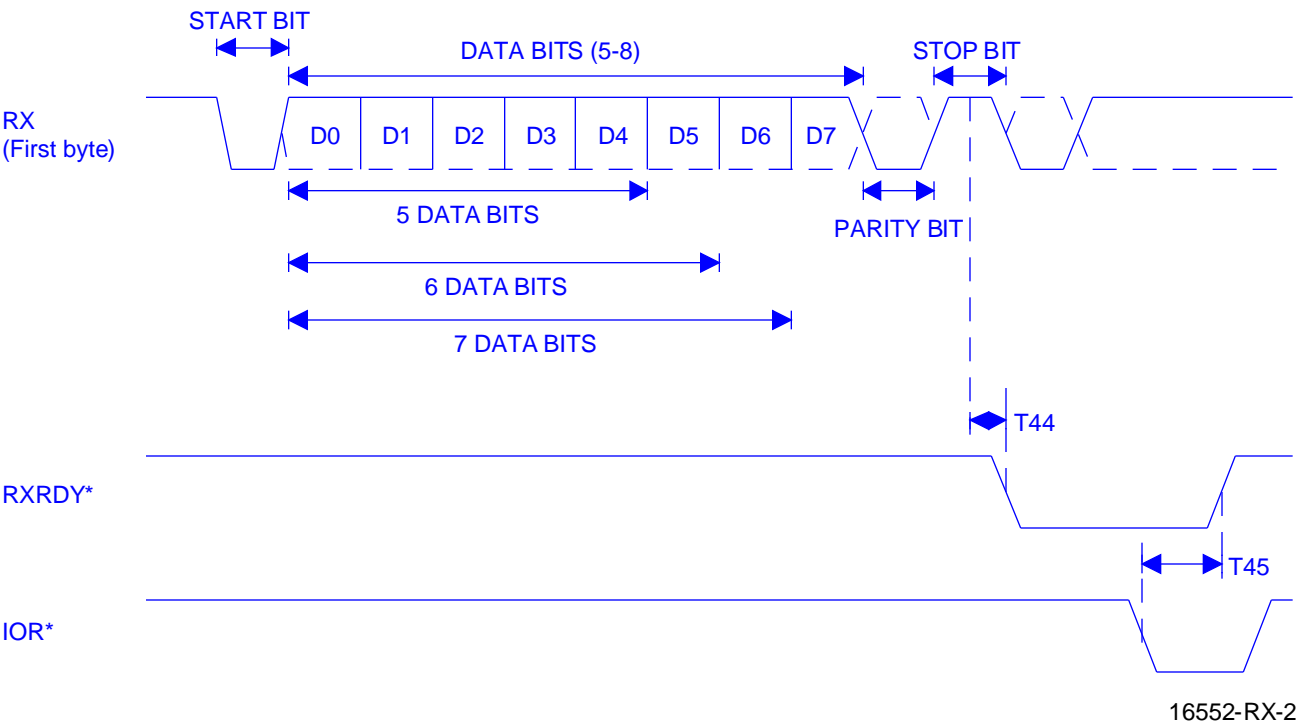 START BIT
DATA BITS (5-8)
STOP BIT
RX
(First byte)
D0 D1 D2 D3 D4 D5 D6 D7
5 DATA BITS
PARITY BIT
6 DATA BITS
7 DATA BITS
T44
RXRDY*
T45
IOR*
16552-RX-2